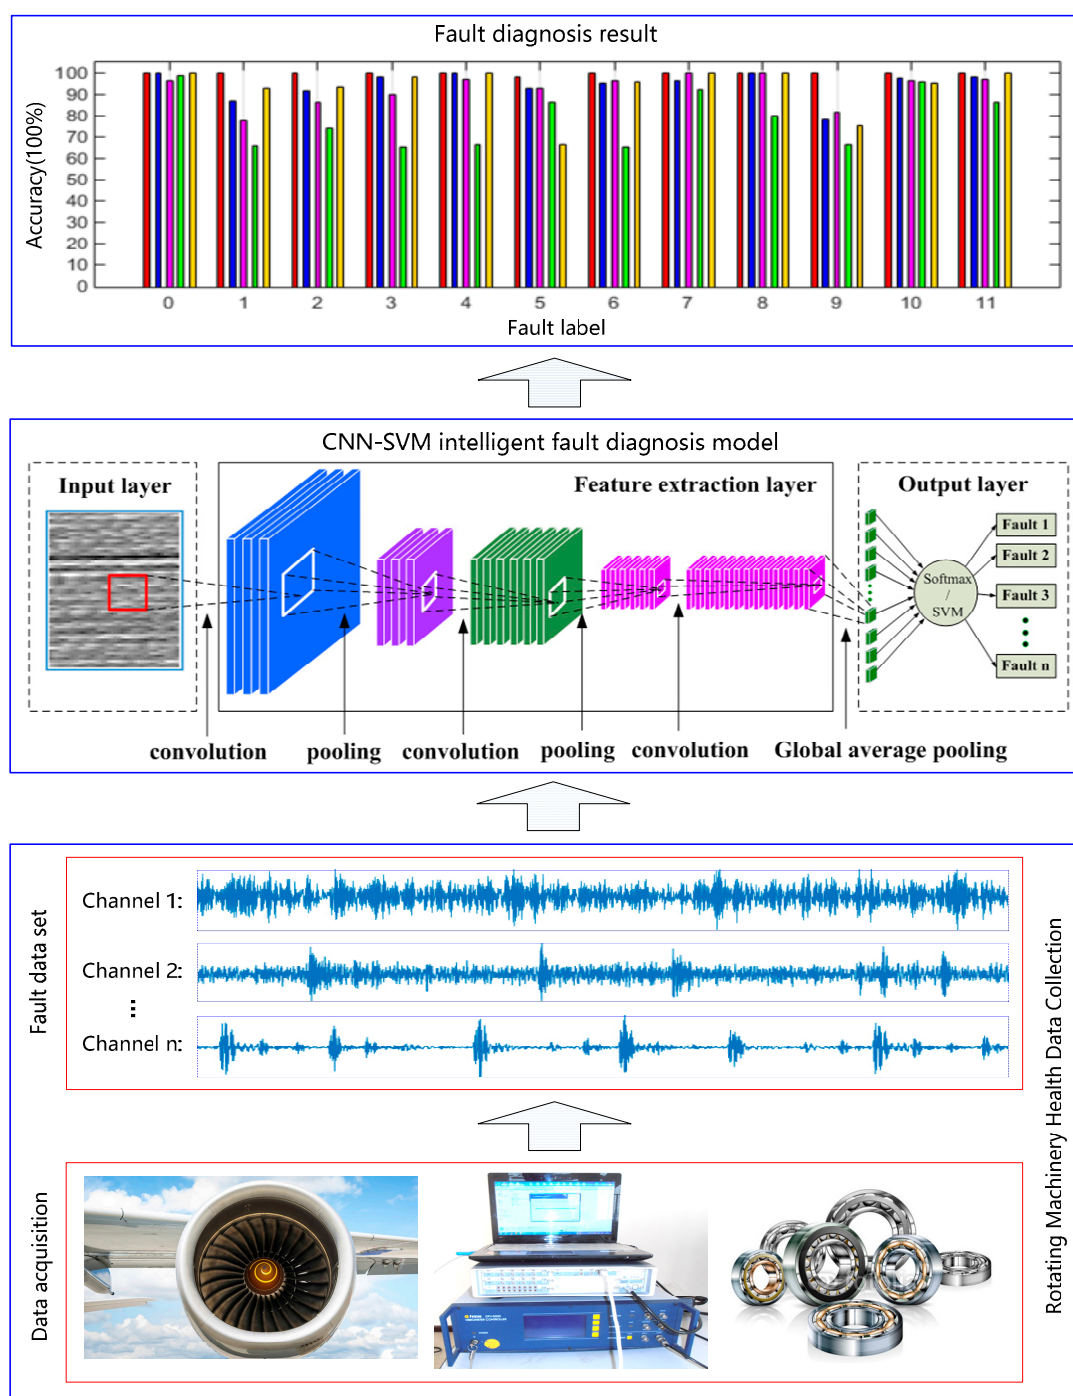 Fault diagnosis result
Accuracy(100%)
100
90
80
70
60
50
40
30
20
10
0
0 1 2 3 4 5 6 7 8 9 10 11
Fault label
CNN-SVM intelligent fault diagnosis model
Input layer
Feature extraction layer
Output layer
Softmax
/
SVM
Fault 1
Fault 2
Fault 3
Fault n
convolution
pooling
convolution
pooling
convolution
Global average pooling
Fault data set
Channel 1:
Channel 2:
...
Channel n:
Rotating Machinery Health Data Collection
Data acquisition